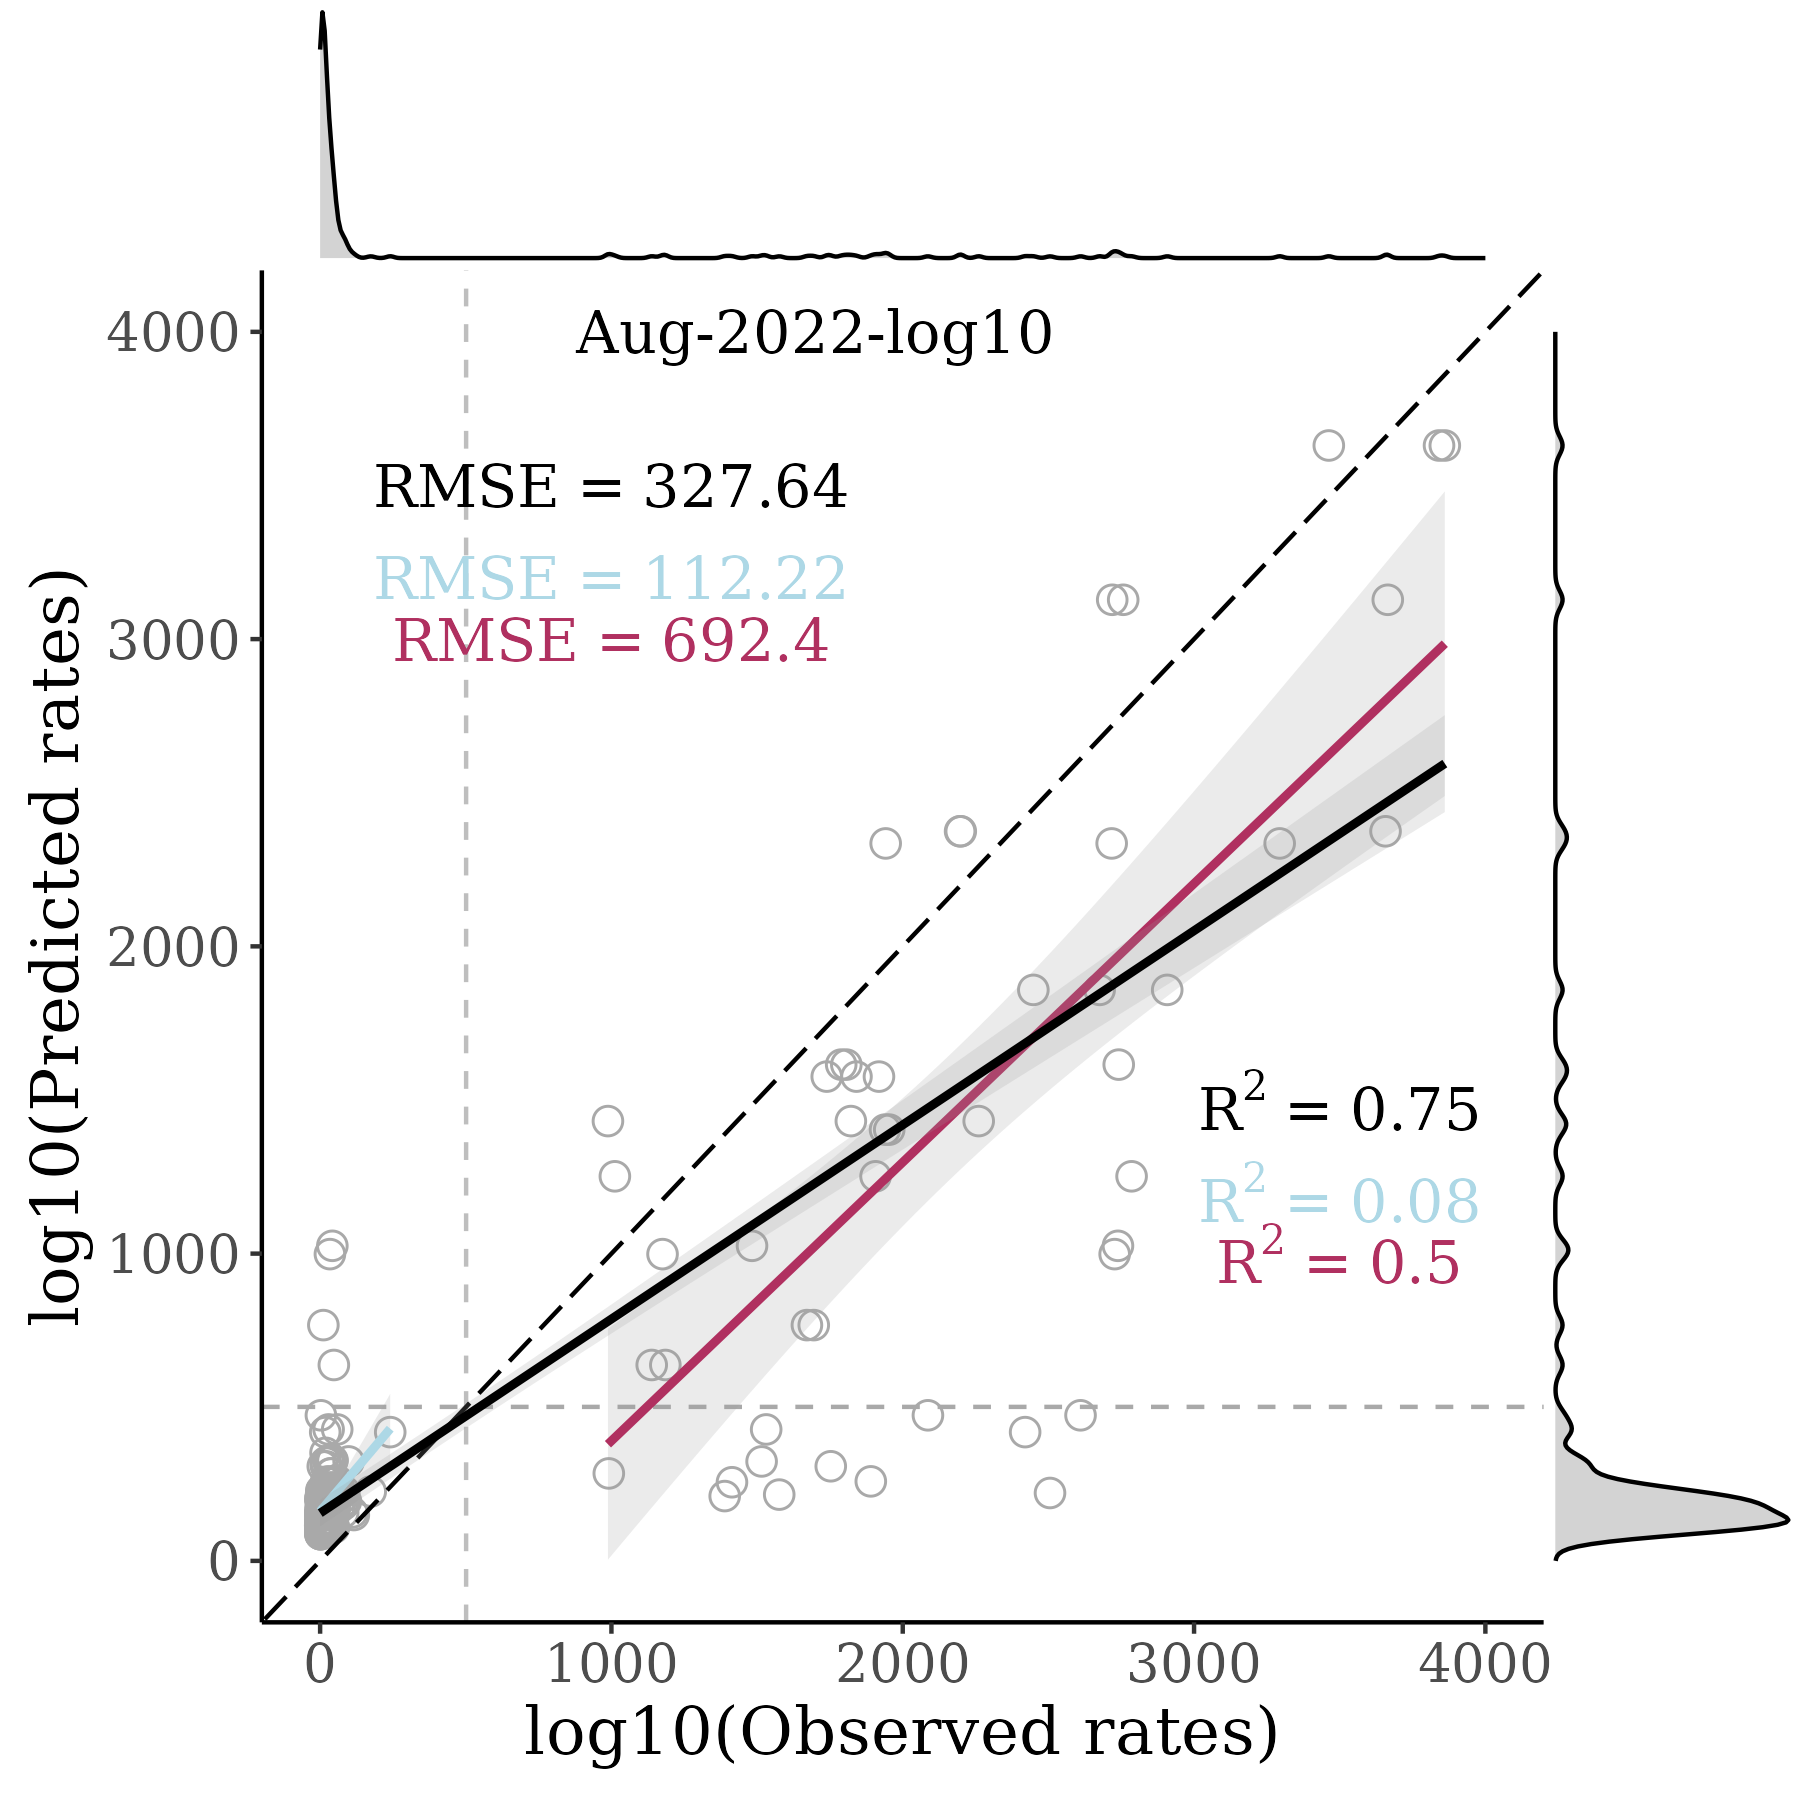 Aug-2022-log10
RMSE = 327.64
RMSE = 112.22
RMSE = 692.4
R² = 0.75
R² = 0.08
R² = 0.5
log10(Predicted rates)
4000
3000
2000
1000
0
0 1000 2000 3000 4000
log10(Observed rates)